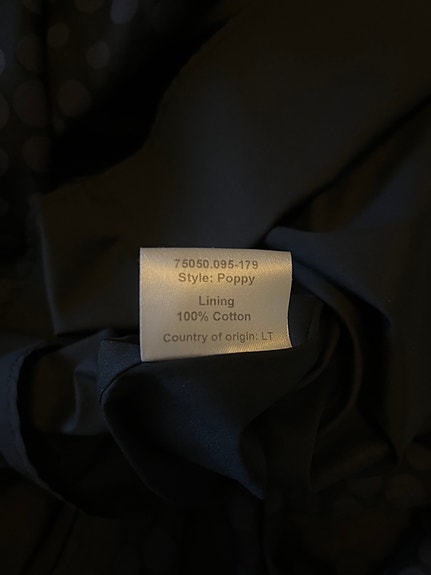 75050.095-179
Style: Poppy
Lining
100% Cotton
Country of origin: LT